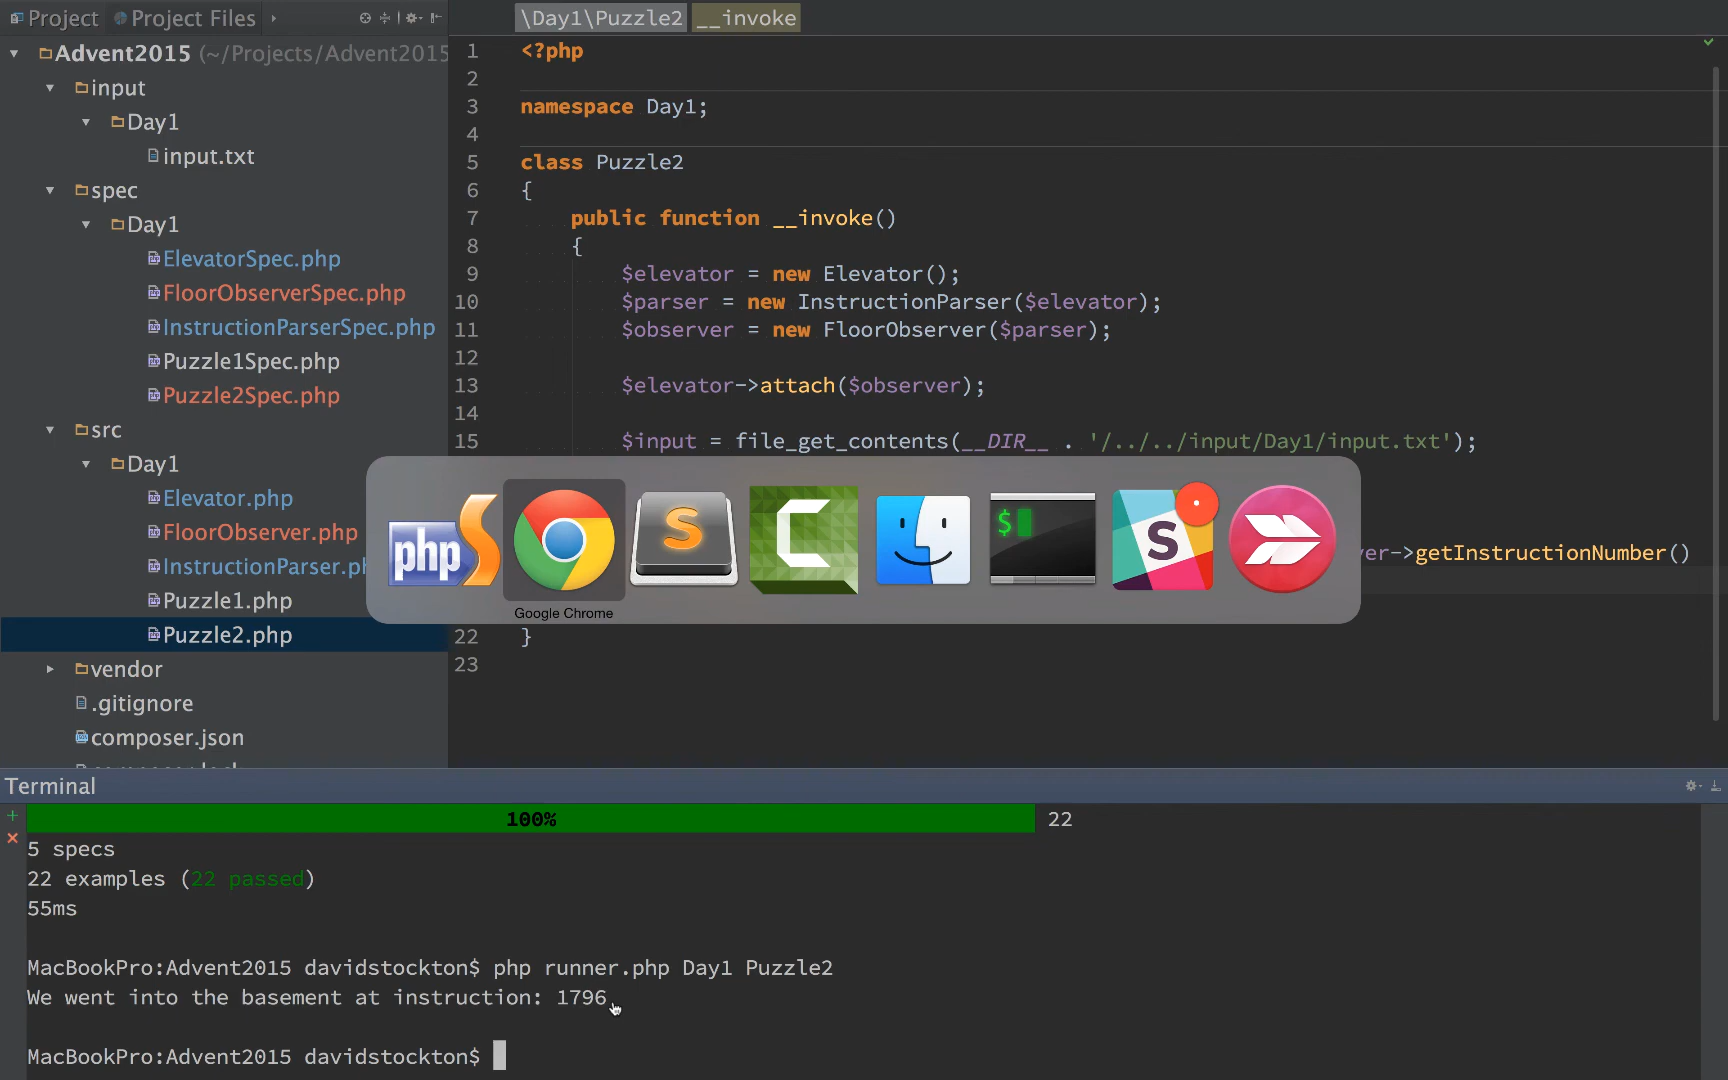 Project Project Files
\Day1\Puzzle2 __invoke
Advent2015 (~/Projects/Advent2015
input
Day1
input.txt
spec
Day1
ElevatorSpec.php
FloorObserverSpec.php
InstructionParserSpec.php
Puzzle1Spec.php
Puzzle2Spec.php
src
Day1
Elevator.php
FloorObserver.php
InstructionParser.ph
Puzzle1.php
Puzzle2.php
vendor
.gitignore
composer.json
1 <?php
2
3 namespace Day1;
4
5 class Puzzle2
6 {
7 public function __invoke()
8 {
9 $elevator = new Elevator();
10 $parser = new InstructionParser($elevator);
11 $observer = new FloorObserver($parser);
12
13 $elevator->attach($observer);
14
15 $input = file_get_contents(__DIR__ . '/../../input/Day1/input.txt');
er->getInstructionNumber()
22 }
23
php
S
C
$
S
Google Chrome
Terminal
100% 22
5 specs
22 examples (22 passed)
55ms
MacBookPro:Advent2015 davidstockton$ php runner.php Day1 Puzzle2
We went into the basement at instruction: 1796
MacBookPro:Advent2015 davidstockton$